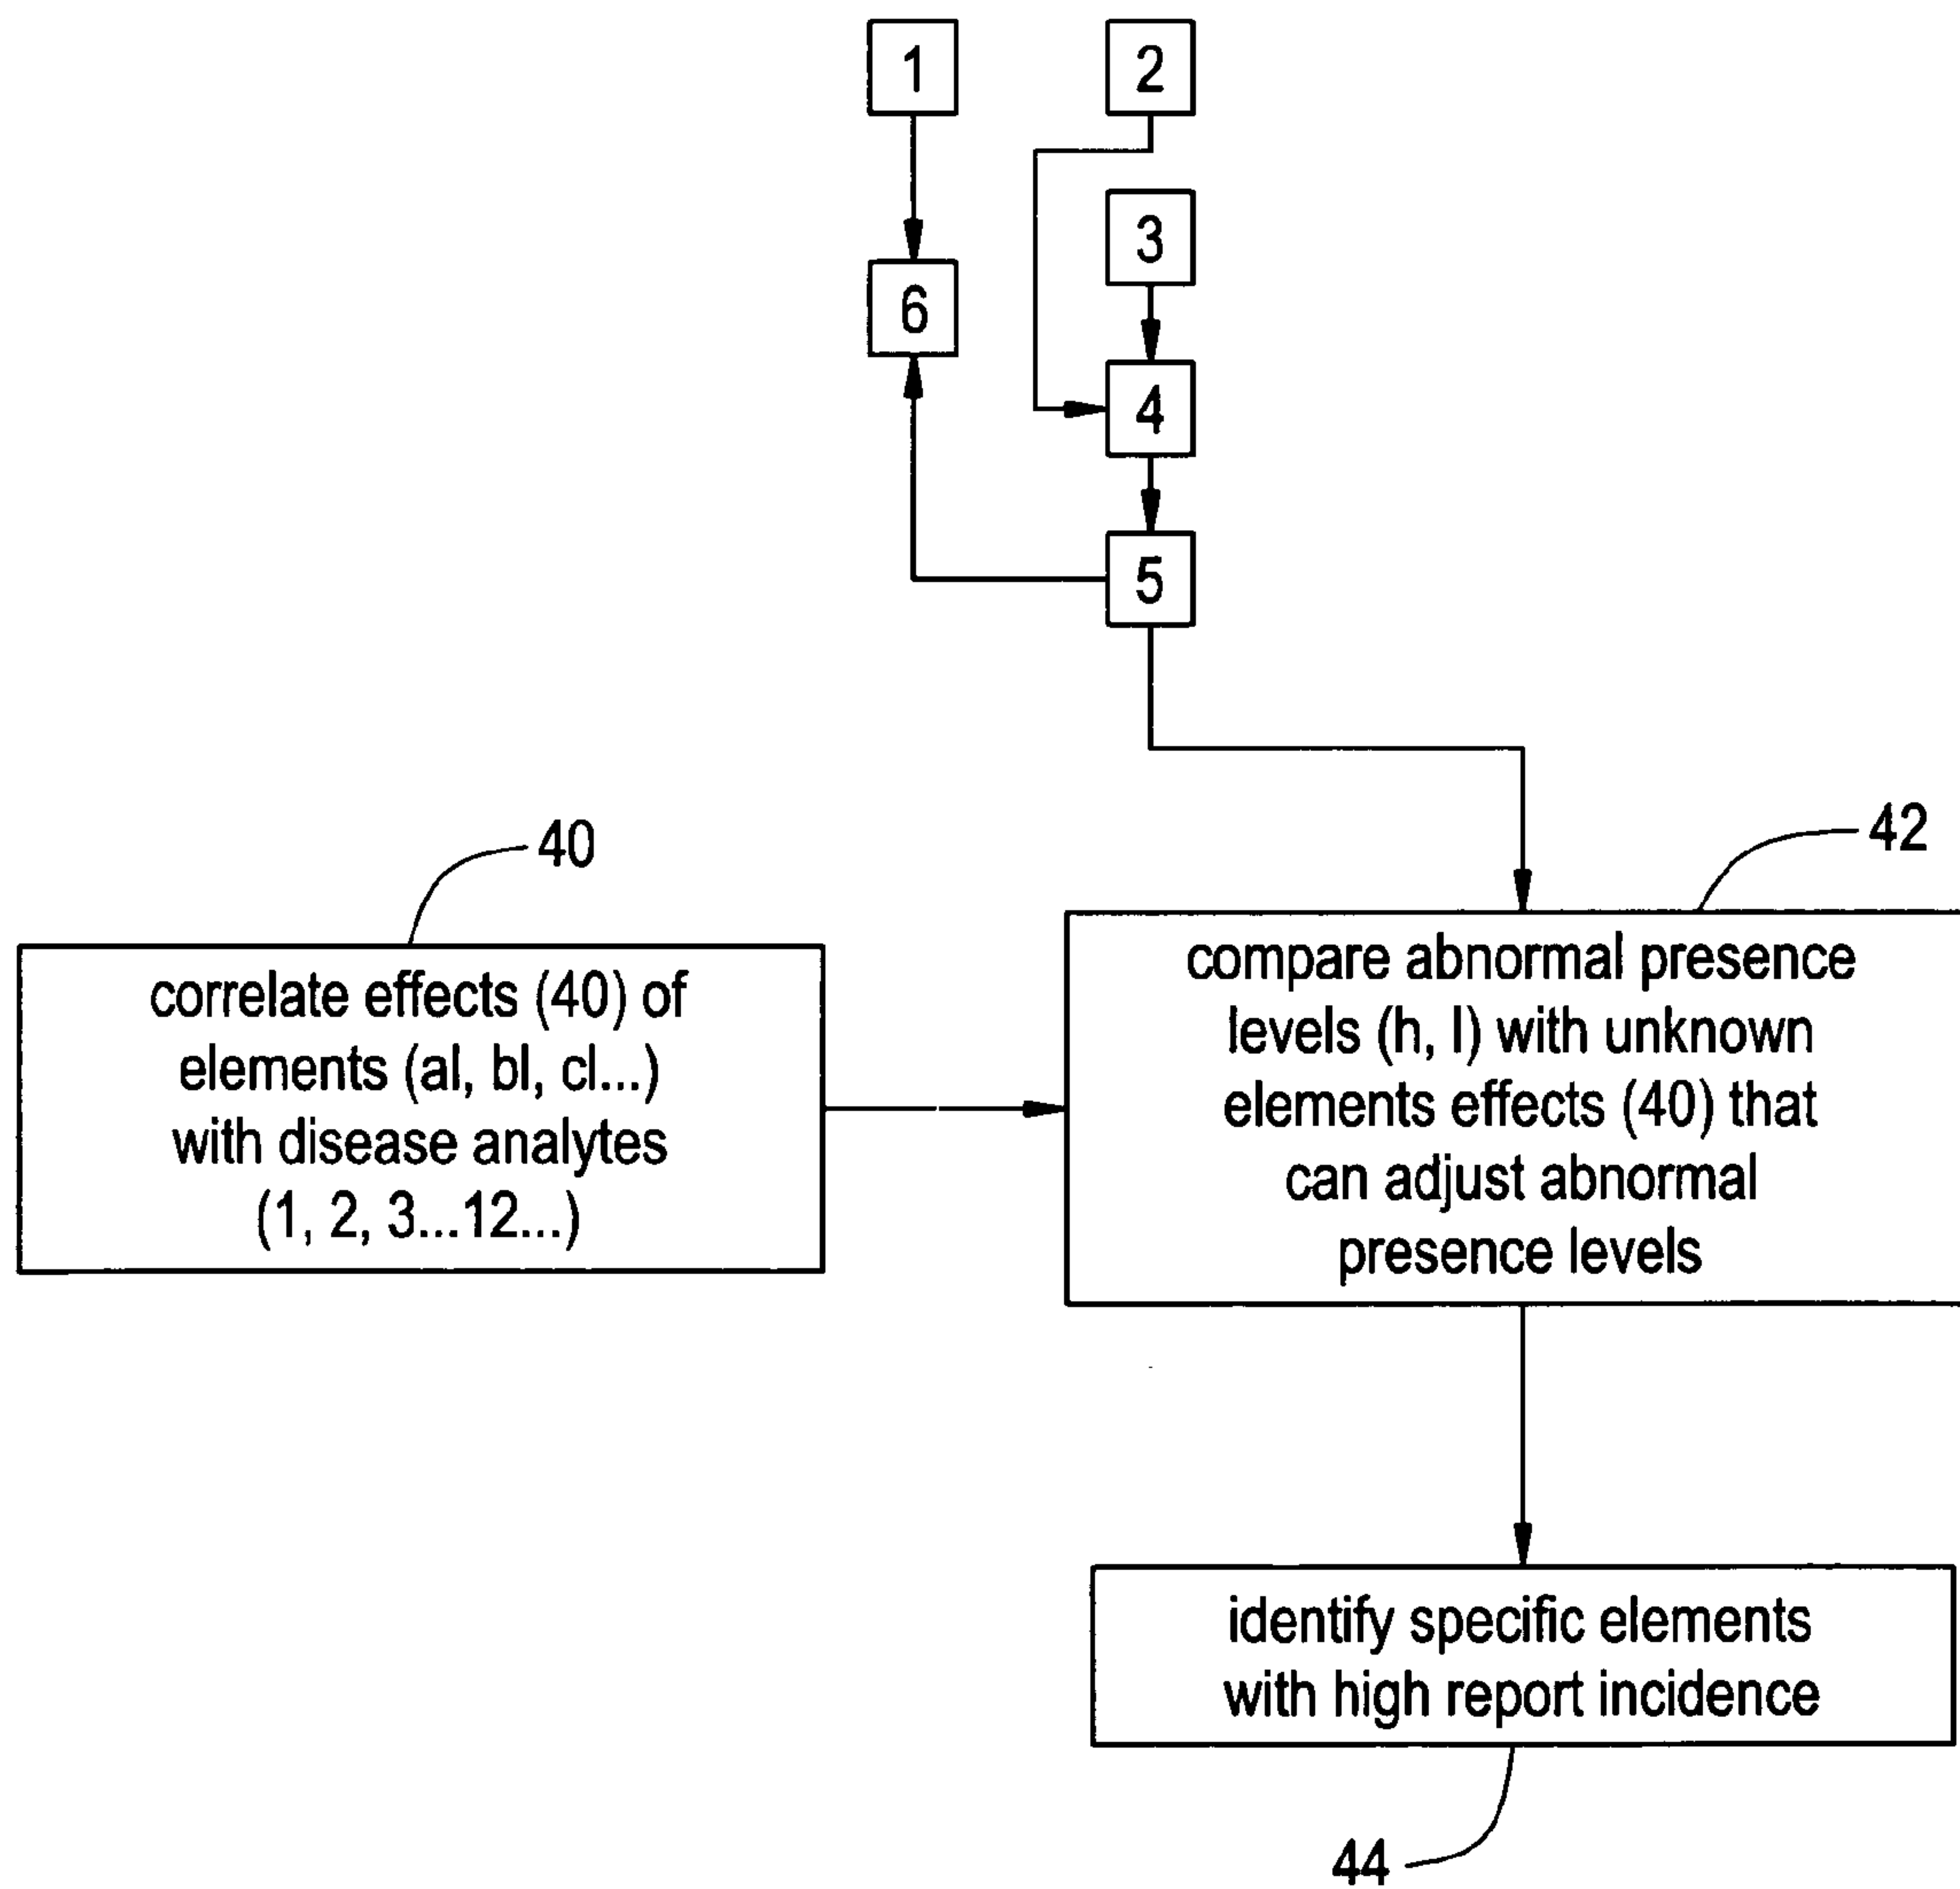 1
2
3
6
4
5
40
42
correlate effects (40) of
elements (al, bl, cl...)
with disease analytes
(1, 2, 3...12...)
compare abnormal presence
levels (h, l) with unknown
elements effects (40) that
can adjust abnormal
presence levels
identify specific elements
with high report incidence
44